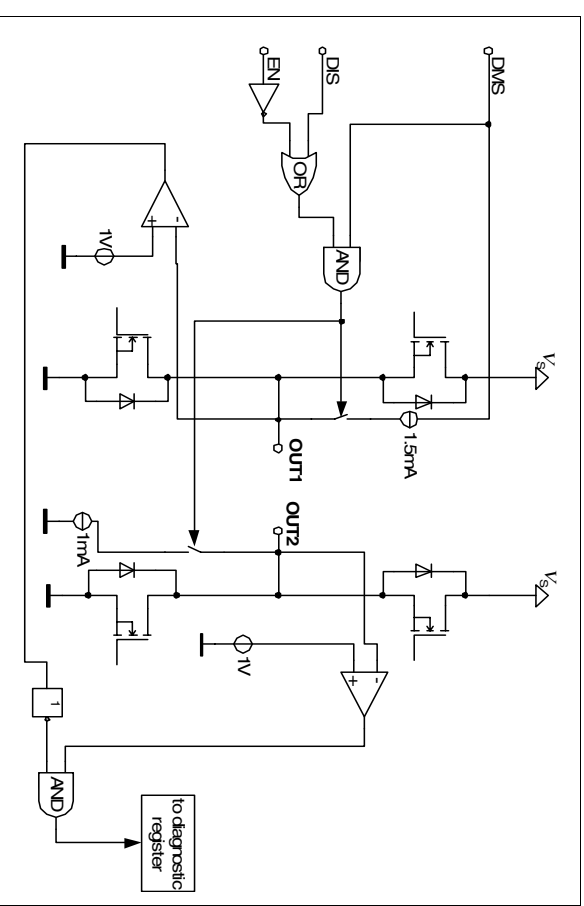 DMS
DIS
EN
OR
AND
VS
VS
1.5mA
1V
OUT1
OUT2
1mA
1V
1
AND
to diagnostic
register
+
-
+
-